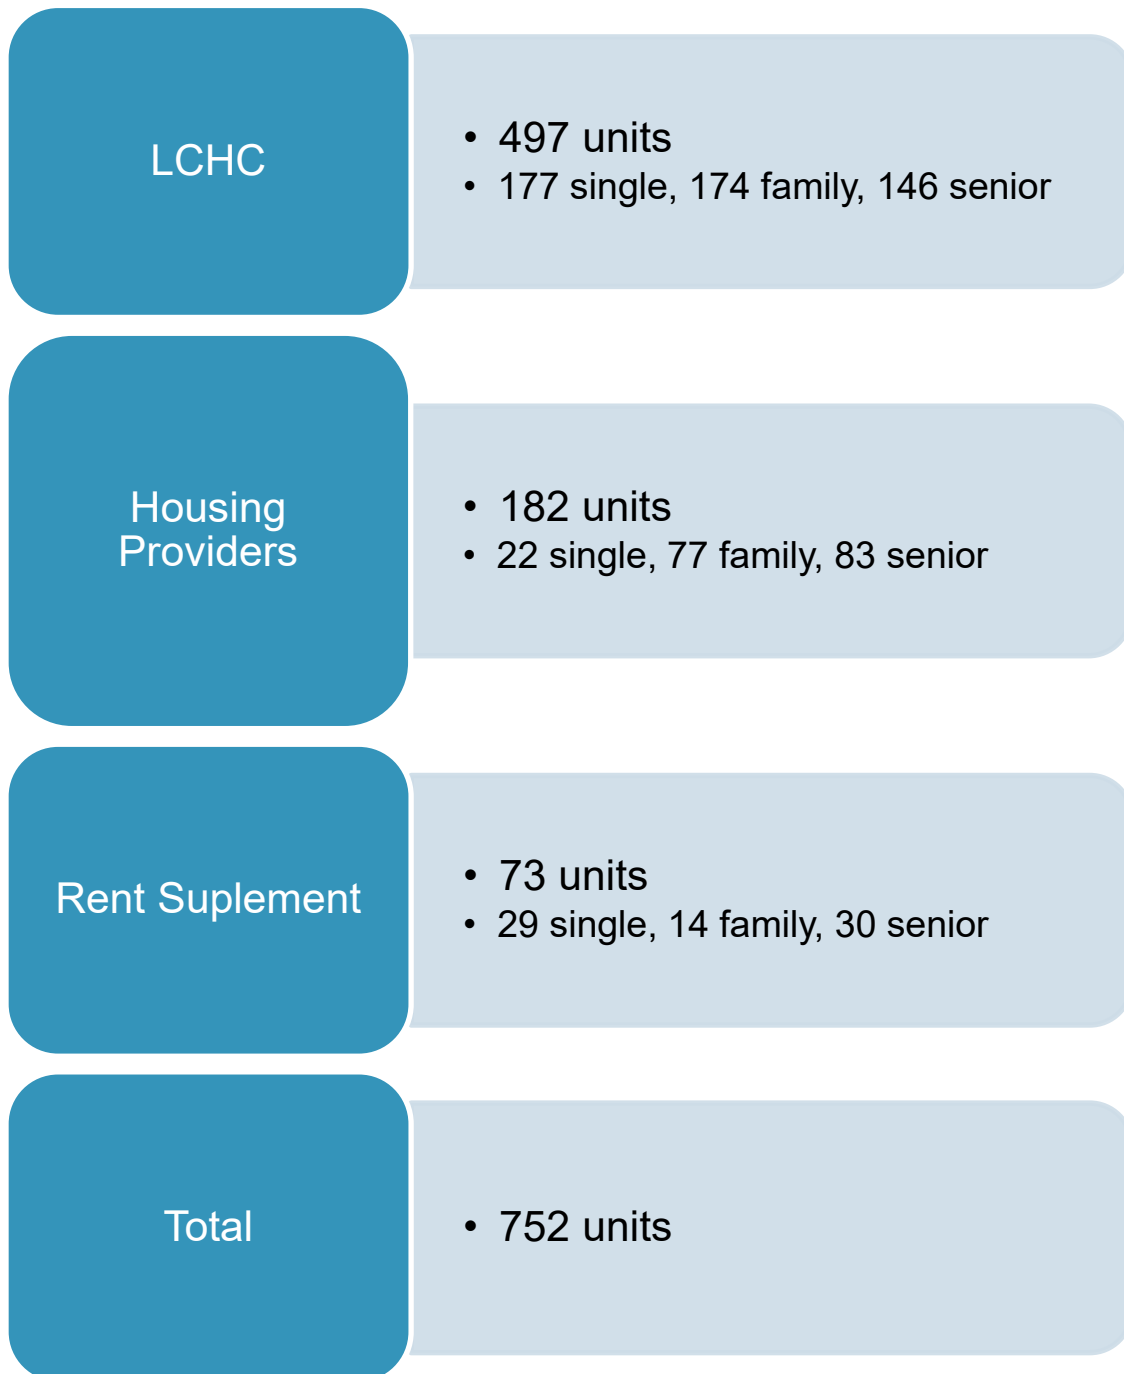 LCHC
• 497 units
• 177 single, 174 family, 146 senior
Housing
Providers
• 182 units
• 22 single, 77 family, 83 senior
Rent Suplement
• 73 units
• 29 single, 14 family, 30 senior
Total
• 752 units